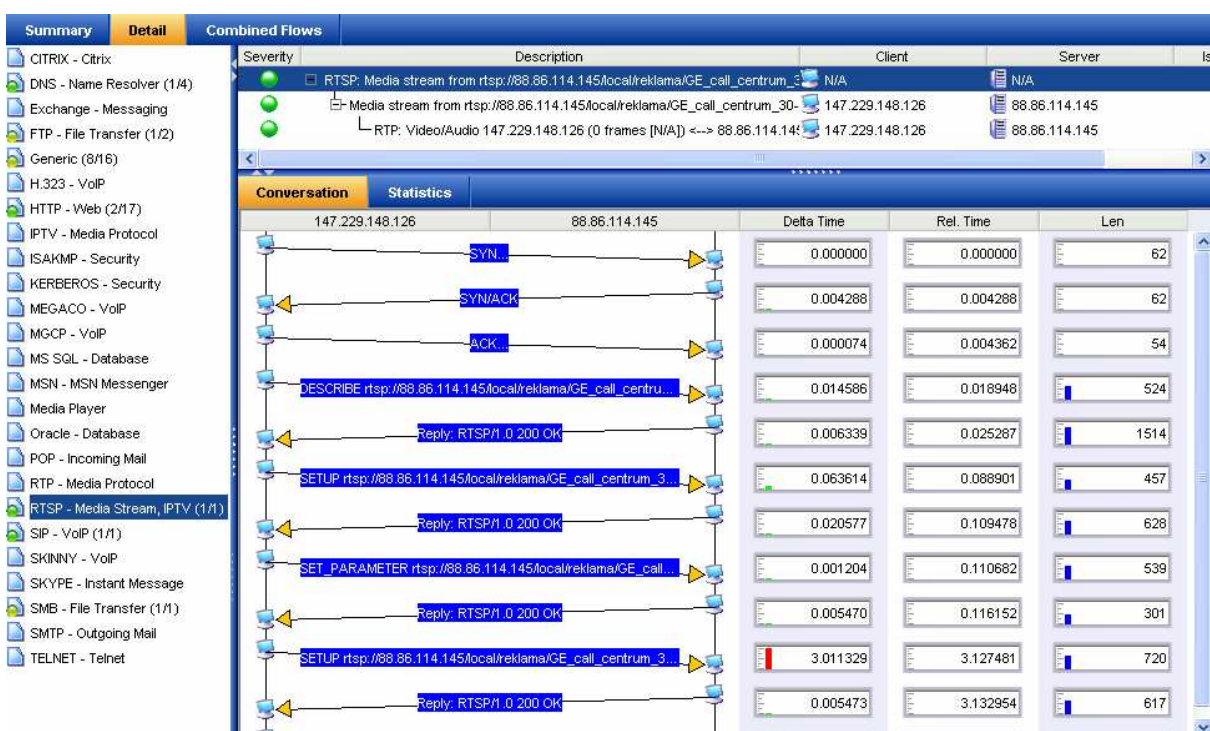 Summary Detail Combined Flows
CITRIX - Citrix
DNS - Name Resolver (1/4)
Exchange - Messaging
FTP - File Transfer (1/2)
Generic (8/16)
H.323 - VoIP
HTTP - Web (2/17)
IPTV - Media Protocol
ISAKMP - Security
KERBEROS - Security
MEGACO - VoIP
MGCP - VoIP
MS SQL - Database
MSN - MSN Messenger
Media Player
Oracle - Database
POP - Incoming Mail
RTP - Media Protocol
RTSP - Media Stream, IPTV (1/1)
SIP - VoIP (1/1)
SKINNY - VoIP
SKYPE - Instant Message
SMB - File Transfer (1/1)
SMTP - Outgoing Mail
TELNET - Telnet
Severity Description Client Server Is
RTSP: Media stream from rtsp://88.86.114.145/local/reklama/GE_call_centrum_3 N/A N/A
Media stream from rtsp://88.86.114.145/local/reklama/GE_call_centrum_30- 147.229.148.126 88.86.114.145
RTP: Video/Audio 147.229.148.126 (0 frames [N/A]) <--> 88.86.114.14 147.229.148.126 88.86.114.145
Conversation Statistics
147.229.148.126 88.86.114.145 Delta Time Rel. Time Len
SYN... 0.000000 0.000000 62
SYN/ACK 0.004288 0.004288 62
ACK... 0.000074 0.004362 54
DESCRIBE rtsp://88.86.114.145/local/reklama/GE_call_centru... 0.014586 0.018948 524
Reply: RTSP/1.0 200 OK 0.006339 0.025287 1514
SETUP rtsp://88.86.114.145/local/reklama/GE_call_centrum_3... 0.063614 0.088901 457
Reply: RTSP/1.0 200 OK 0.020577 0.109478 628
SET_PARAMETER rtsp://88.86.114.145/local/reklama/GE_call... 0.001204 0.110682 539
Reply: RTSP/1.0 200 OK 0.005470 0.116152 301
SETUP rtsp://88.86.114.145/local/reklama/GE_call_centrum_3... 3.011329 3.127481 720
Reply: RTSP/1.0 200 OK 0.005473 3.132954 617